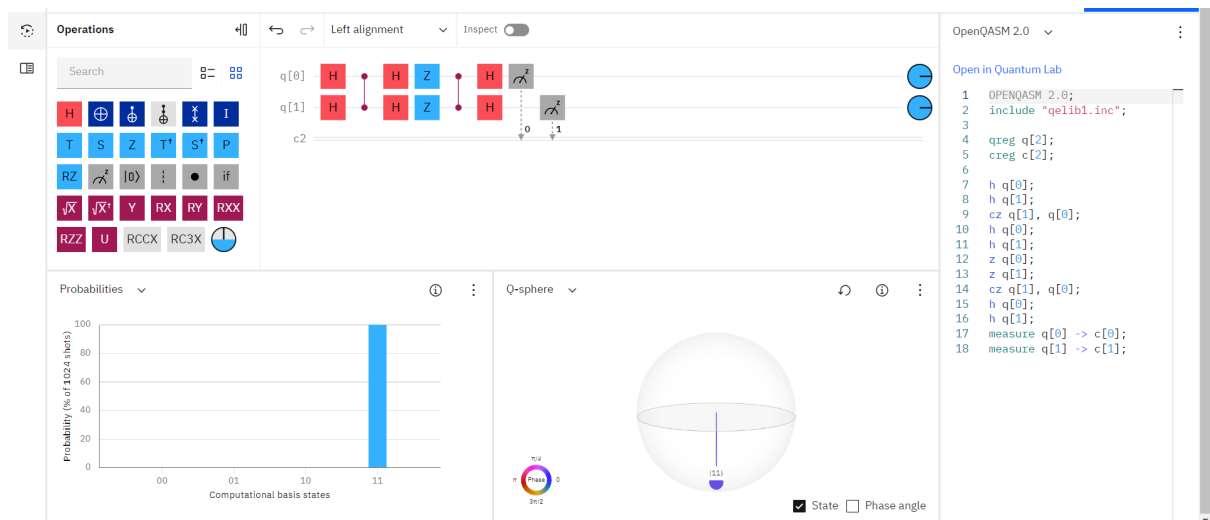 Operations
Left alignment
Inspect
OpenQASM 2.0
Search
Open in Quantum Lab
H I
T S Z T† S† P
RZ z |0⟩ if
√X √X† Y RX RY RXX
RZZ U RCCX RC3X
q[0] H H Z H z
q[1] H H Z H z
0 1
c2
1 OPENQASM 2.0;
2 include "qelib1.inc";
3
4 qreg q[2];
5 creg c[2];
6
7 h q[0];
8 h q[1];
9 cz q[1], q[0];
10 h q[0];
11 h q[1];
12 z q[0];
13 z q[1];
14 cz q[1], q[0];
15 h q[0];
16 h q[1];
17 measure q[0] -> c[0];
18 measure q[1] -> c[1];
Probabilities
Probability (% of 1024 shots)
100
80
60
40
20
0
00 01 10 11
Computational basis states
Q-sphere
|11⟩
π/2
π Phase 0
3π/2
State Phase angle